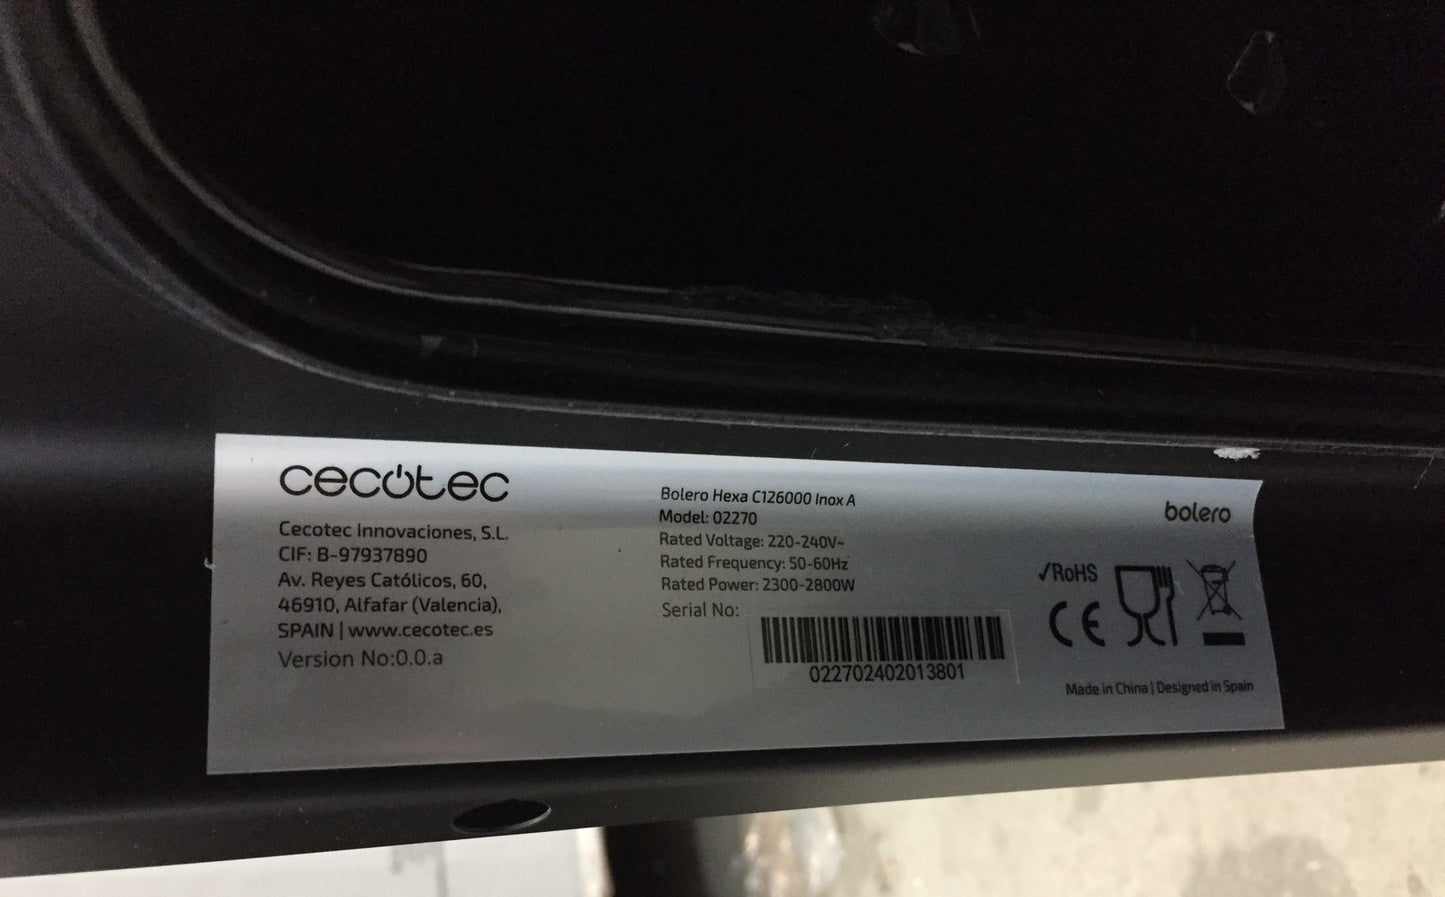 cecotec
Cecotec Innovaciones, S.L.
CIF: B-97937890
Av. Reyes Católicos, 60,
46910, Alfafar (Valencia),
SPAIN | www.cecotec.es
Version No:0.0.a
Bolero Hexa C126000 Inox A
Model: 02270
Rated Voltage: 220-240V~
Rated Frequency: 50-60Hz
Rated Power: 2300-2800W
Serial No:
022702402013801
bolero
✓RoHS
CE
Made in China | Designed in Spain